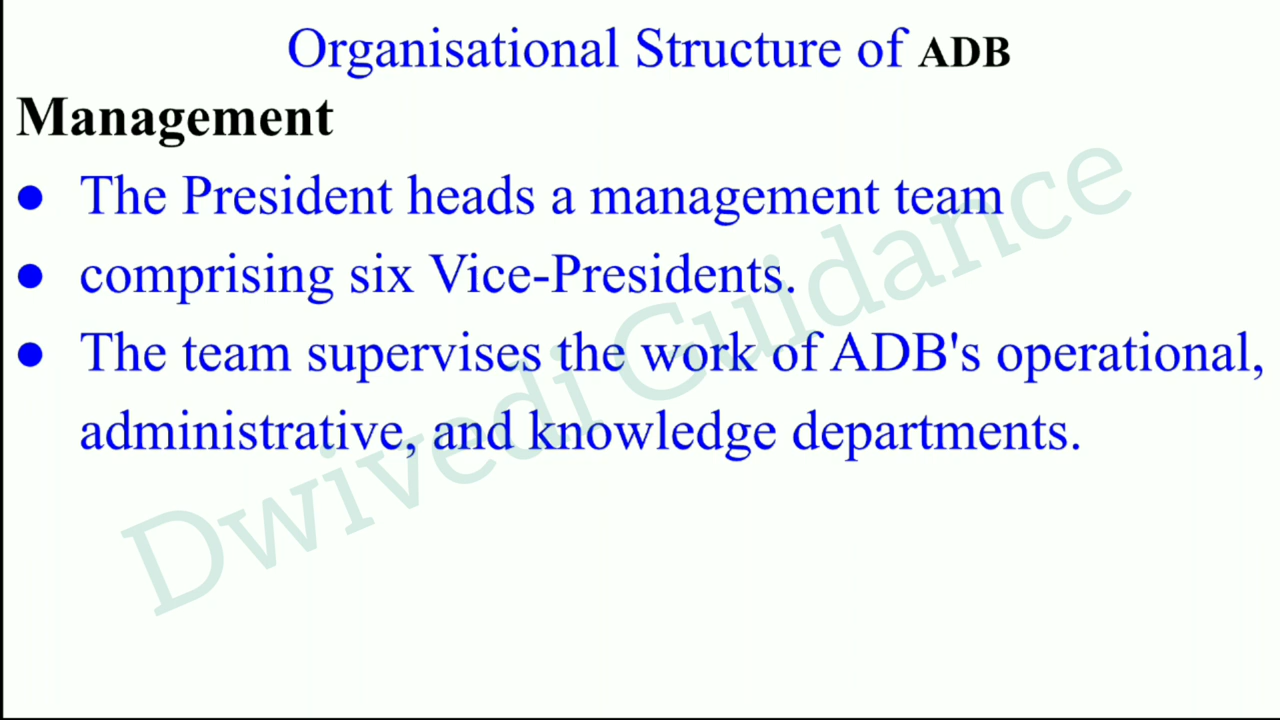 Organisational Structure of ADB
Management
● The President heads a management team
● comprising six Vice-Presidents.
● The team supervises the work of ADB's operational,
administrative, and knowledge departments.
Dwivedi Guidance